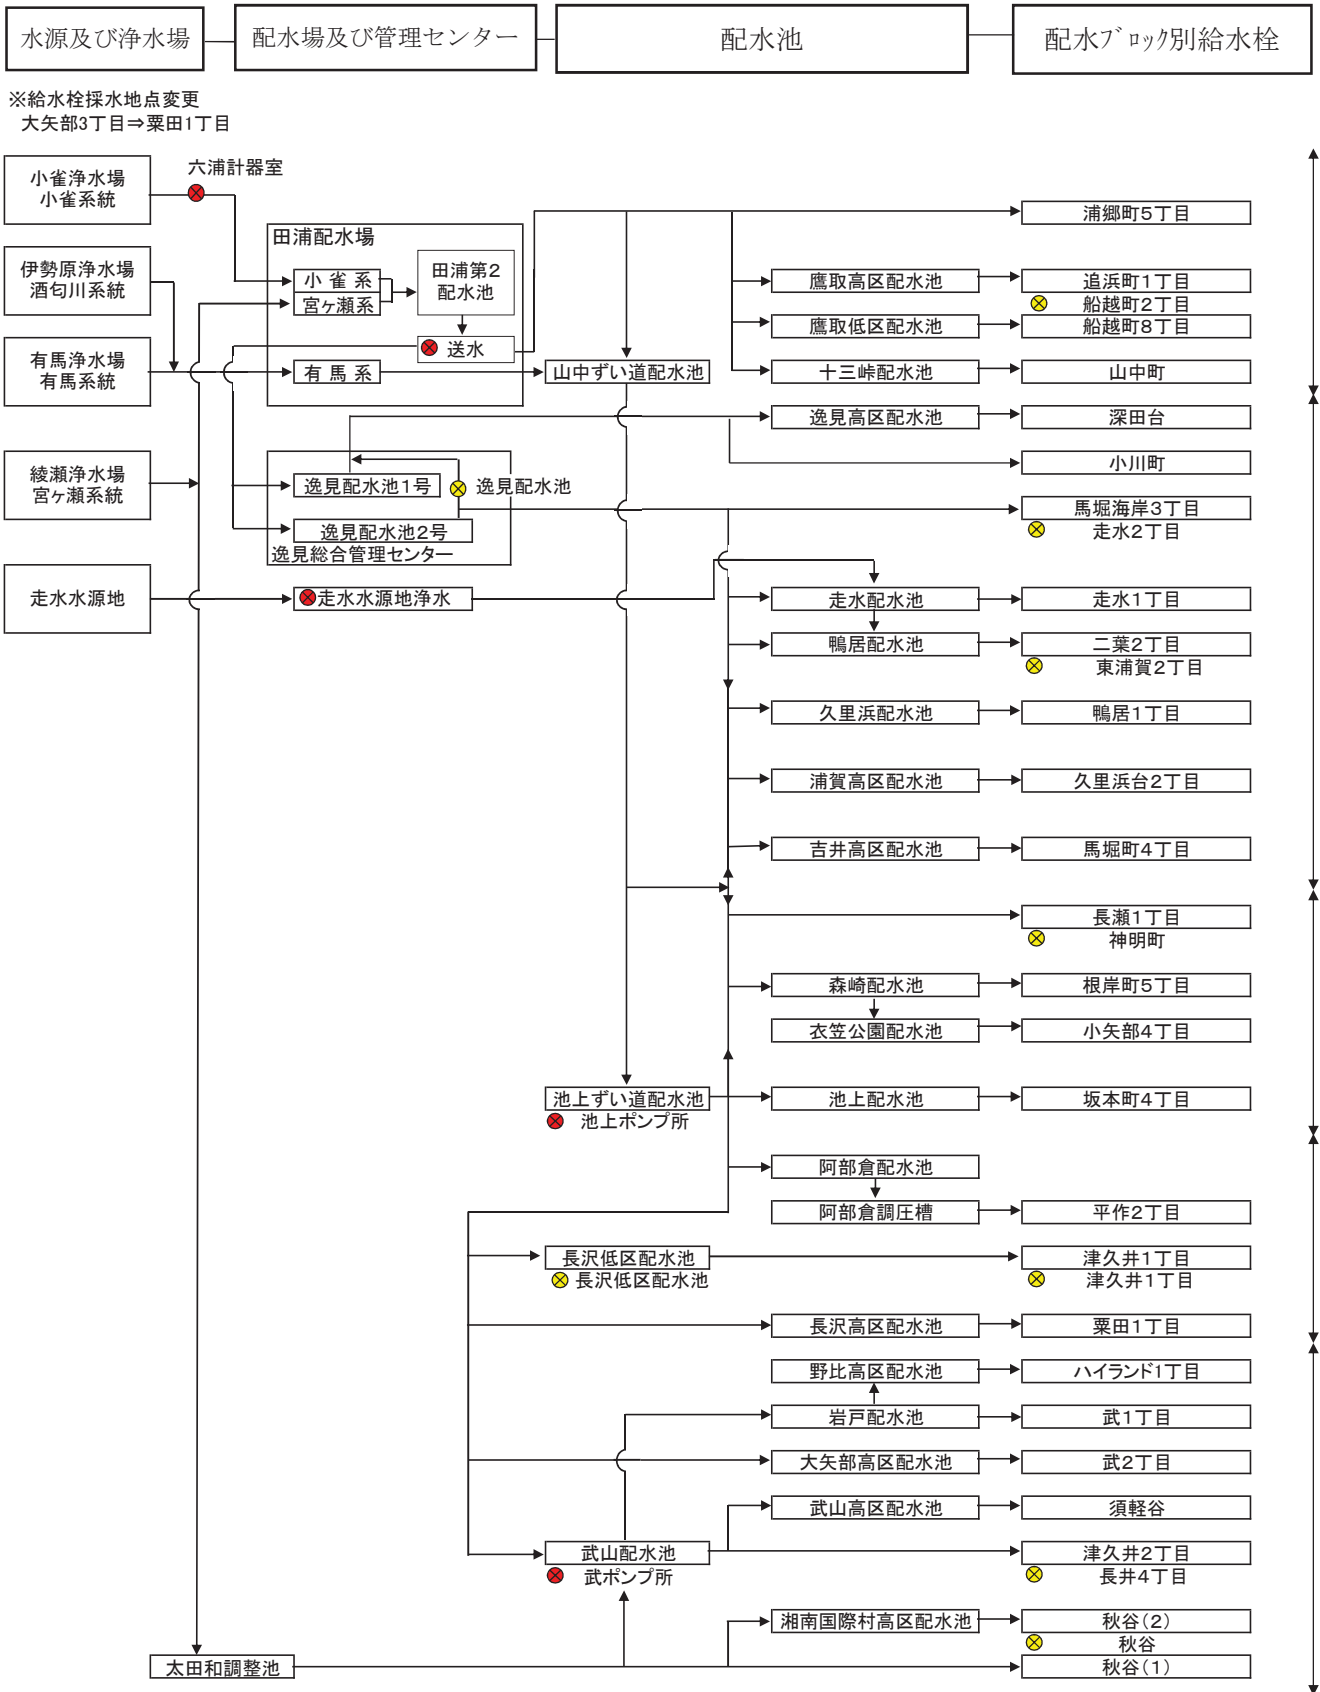 水源及び浄水場
配水場及び管理センター
配水池
配水ブロック別給水栓
※給水栓採水地点変更
大矢部3丁目⇒粟田1丁目
小雀浄水場
小雀系統
六浦計器室
伊勢原浄水場
酒匂川系統
有馬浄水場
有馬系統
綾瀬浄水場
宮ヶ瀬系統
走水水源地
田浦配水場
小雀系
宮ヶ瀬系
田浦第2
配水池
送水
有馬系
山中ずい道配水池
浦郷町5丁目
鷹取高区配水池
追浜町1丁目
船越町2丁目
鷹取低区配水池
船越町8丁目
十三峠配水池
山中町
逸見高区配水池
深田台
小川町
逸見配水池1号
逸見配水池
逸見配水池2号
逸見総合管理センター
馬堀海岸3丁目
走水2丁目
走水水源地浄水
走水配水池
走水1丁目
鴨居配水池
二葉2丁目
東浦賀2丁目
久里浜配水池
鴨居1丁目
浦賀高区配水池
久里浜台2丁目
吉井高区配水池
馬堀町4丁目
長瀬1丁目
神明町
森崎配水池
根岸町5丁目
衣笠公園配水池
小矢部4丁目
池上ずい道配水池
池上ポンプ所
池上配水池
坂本町4丁目
阿部倉配水池
阿部倉調圧槽
平作2丁目
長沢低区配水池
長沢低区配水池
津久井1丁目
津久井1丁目
長沢高区配水池
粟田1丁目
野比高区配水池
ハイランド1丁目
岩戸配水池
武1丁目
大矢部高区配水池
武2丁目
武山高区配水池
須軽谷
武山配水池
武ポンプ所
津久井2丁目
長井4丁目
湘南国際村高区配水池
秋谷(2)
秋谷
太田和調整池
秋谷(1)